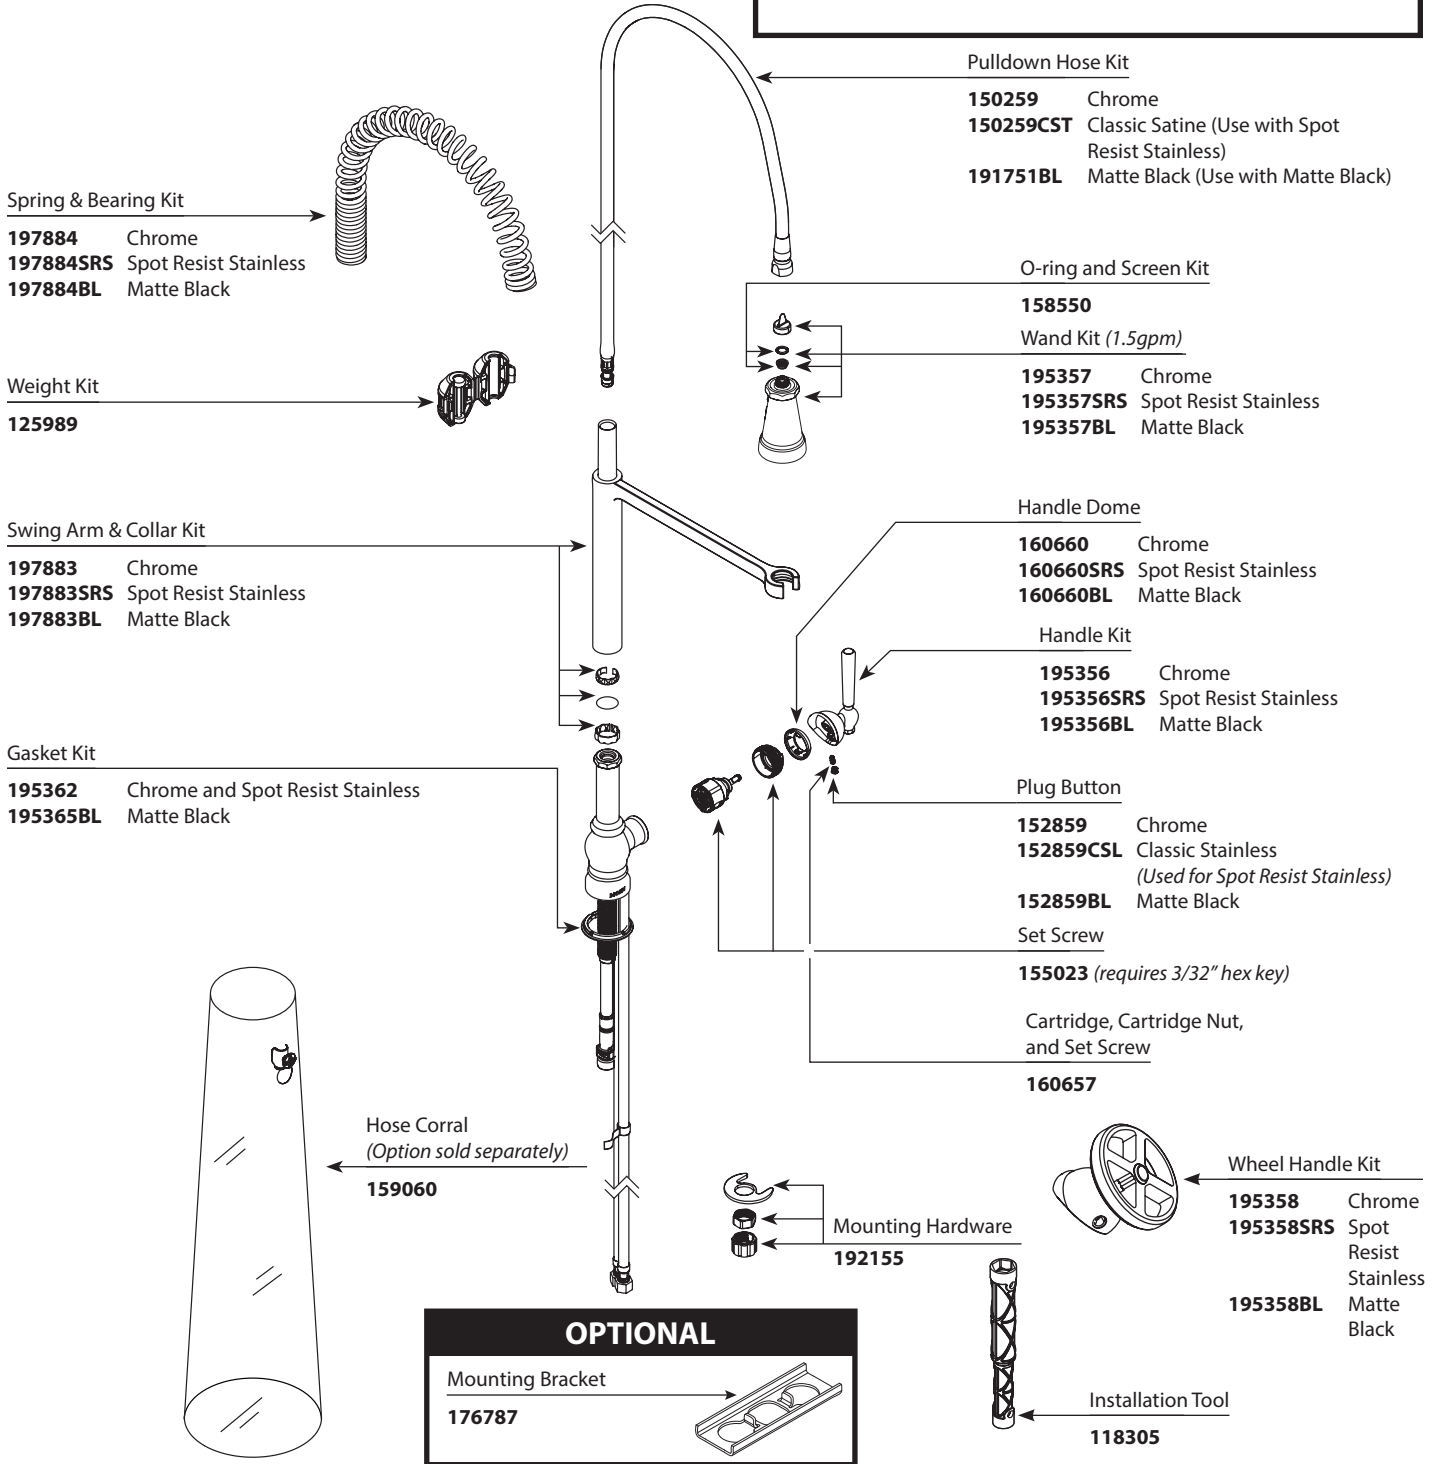 Pulldown Hose Kit
150259 Chrome
150259CST Classic Satine (Use with Spot
Resist Stainless)
191751BL Matte Black (Use with Matte Black)
Spring & Bearing Kit
197884 Chrome
197884SRS Spot Resist Stainless
197884BL Matte Black
O-ring and Screen Kit
158550
Wand Kit (1.5gpm)
195357 Chrome
195357SRS Spot Resist Stainless
195357BL Matte Black
Weight Kit
125989
Handle Dome
160660 Chrome
160660SRS Spot Resist Stainless
160660BL Matte Black
Swing Arm & Collar Kit
197883 Chrome
197883SRS Spot Resist Stainless
197883BL Matte Black
Handle Kit
195356 Chrome
195356SRS Spot Resist Stainless
195356BL Matte Black
Gasket Kit
195362 Chrome and Spot Resist Stainless
195365BL Matte Black
Plug Button
152859 Chrome
152859CSL Classic Stainless
(Used for Spot Resist Stainless)
152859BL Matte Black
Set Screw
155023 (requires 3/32” hex key)
Cartridge, Cartridge Nut,
and Set Screw
160657
Hose Corral
(Option sold separately)
159060
Wheel Handle Kit
195358 Chrome
195358SRS Spot
Resist
Stainless
195358BL Matte
Black
Mounting Hardware
192155
OPTIONAL
Mounting Bracket
176787
Installation Tool
118305